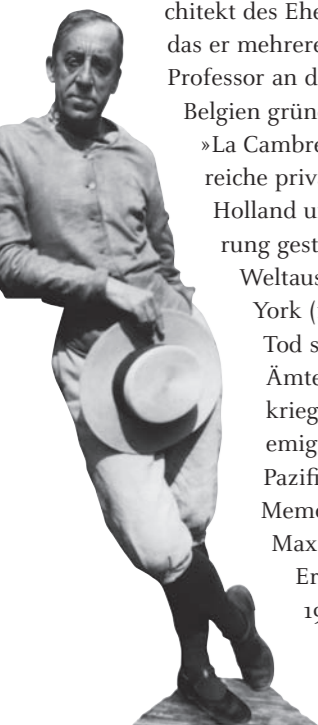 chitekt des Ehe
das er mehrere
Professor an d
Belgien grün
»La Cambre
reiche priv
Holland u
rung gest
Weltaus
York (
Tod s
Ämte
krieg
emig
Pazifi
Memo
Max
Er
19